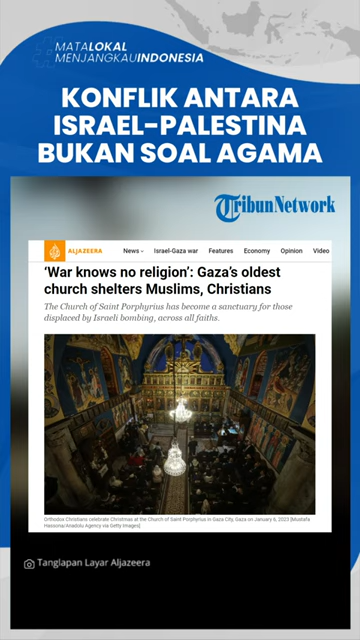 #MATALOKAL
MENJANGKAUINDONESIA
KONFLIK ANTARA
ISRAEL-PALESTINA
BUKAN SOAL AGAMA
TribunNetwork
ALJAZEERA News Israel-Gaza war Features Economy Opinion Video
‘War knows no religion’: Gaza’s oldest
church shelters Muslims, Christians
The Church of Saint Porphyrius has become a sanctuary for those
displaced by Israeli bombing, across all faiths.
Orthodox Christians celebrate Christmas at the Church of Saint Porphyrius in Gaza City, Gaza on January 6, 2023 [Mustafa
Hassona/Anadolu Agency via Getty Images]
Tanglapan Layar Aljazeera